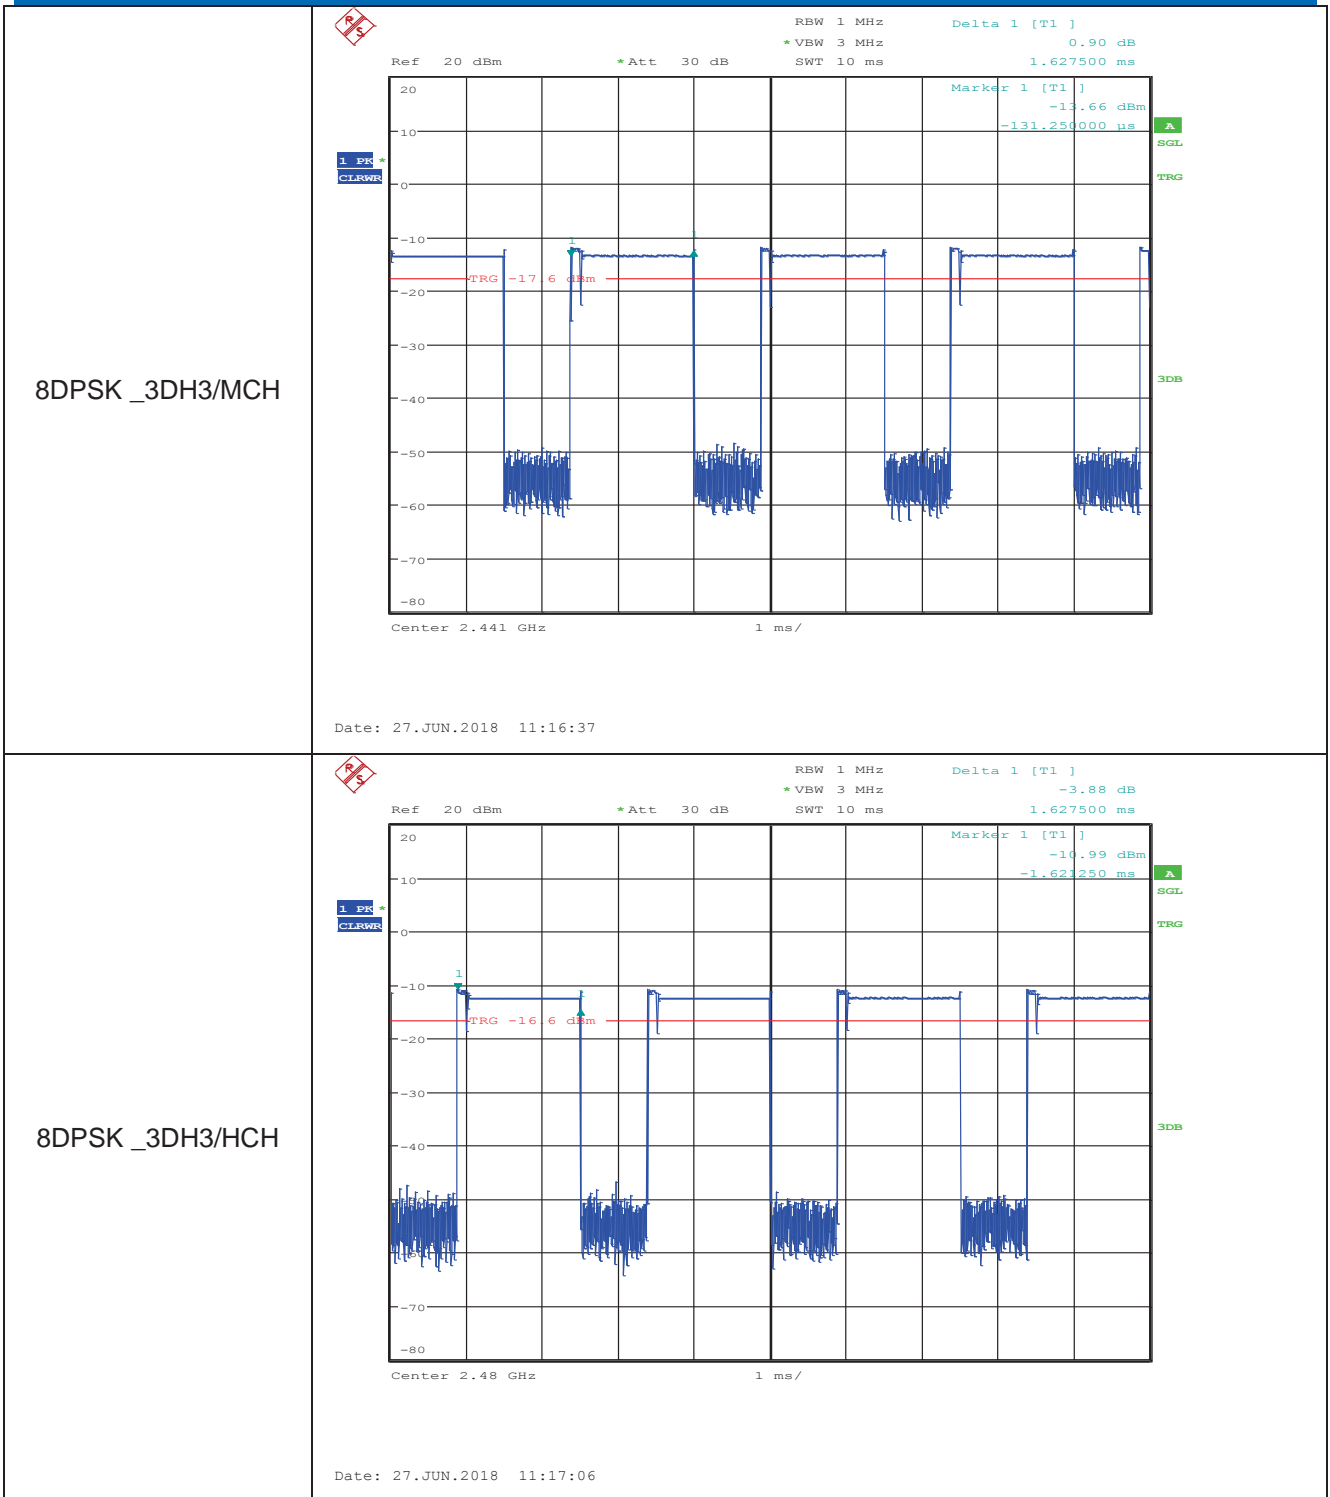 8DPSK _3DH3/MCH
R S
RBW 1 MHz Delta 1 [T1 ]
* VBW 3 MHz 0.90 dB
Ref 20 dBm * Att 30 dB SWT 10 ms 1.627500 ms
20 Marker 1 [T1 ]
-13.66 dBm
-131.250000 µs A
10
SGL
1 PK *
CLRWR
TRG
0
-10
1
1
TRG -17.6 dBm
-20
-30
3DB
-40
-50
-60
-70
-80
Center 2.441 GHz 1 ms/
Date: 27.JUN.2018 11:16:37
8DPSK _3DH3/HCH
R S
RBW 1 MHz Delta 1 [T1 ]
* VBW 3 MHz -3.88 dB
Ref 20 dBm * Att 30 dB SWT 10 ms 1.627500 ms
20 Marker 1 [T1 ]
-10.99 dBm
-1.621250 ms A
10
SGL
1 PK *
CLRWR
TRG
0
1
-10
1
TRG -16.6 dBm
-20
-30
3DB
-40
-50
-60
-70
-80
Center 2.48 GHz 1 ms/
Date: 27.JUN.2018 11:17:06